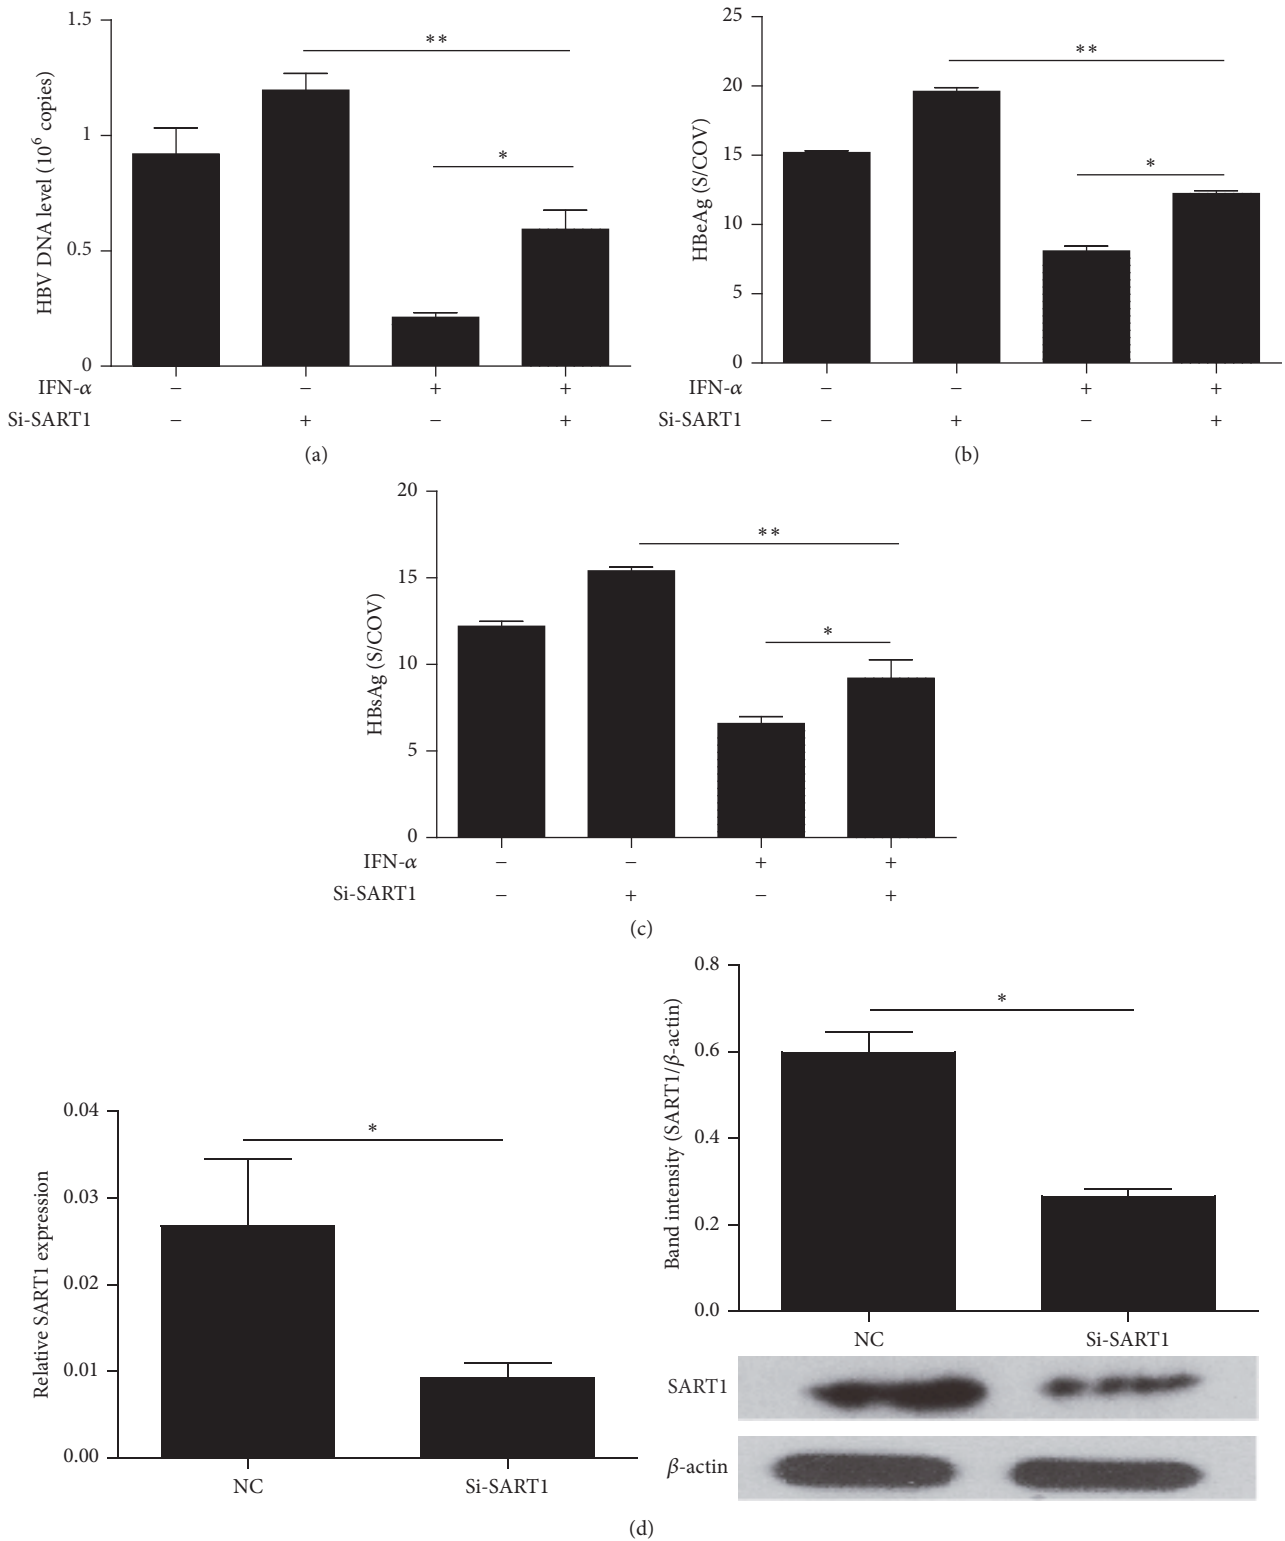 1.5
1
0.5
0
HBV DNA level (10⁶ copies)
**
*
IFN-α − − + +
Si-SART1 − + − +
(a)
25
20
15
10
5
0
HBeAg (S/COV)
**
*
IFN-α − − + +
Si-SART1 − + − +
(b)
20
15
10
5
0
HBsAg (S/COV)
**
*
IFN-α − − + +
Si-SART1 − + − +
(c)
0.04
0.03
0.02
0.01
0.00
Relative SART1 expression
*
NC Si-SART1
0.8
0.6
0.4
0.2
0.0
Band intensity (SART1/β-actin)
*
NC Si-SART1
SART1
β-actin
(d)